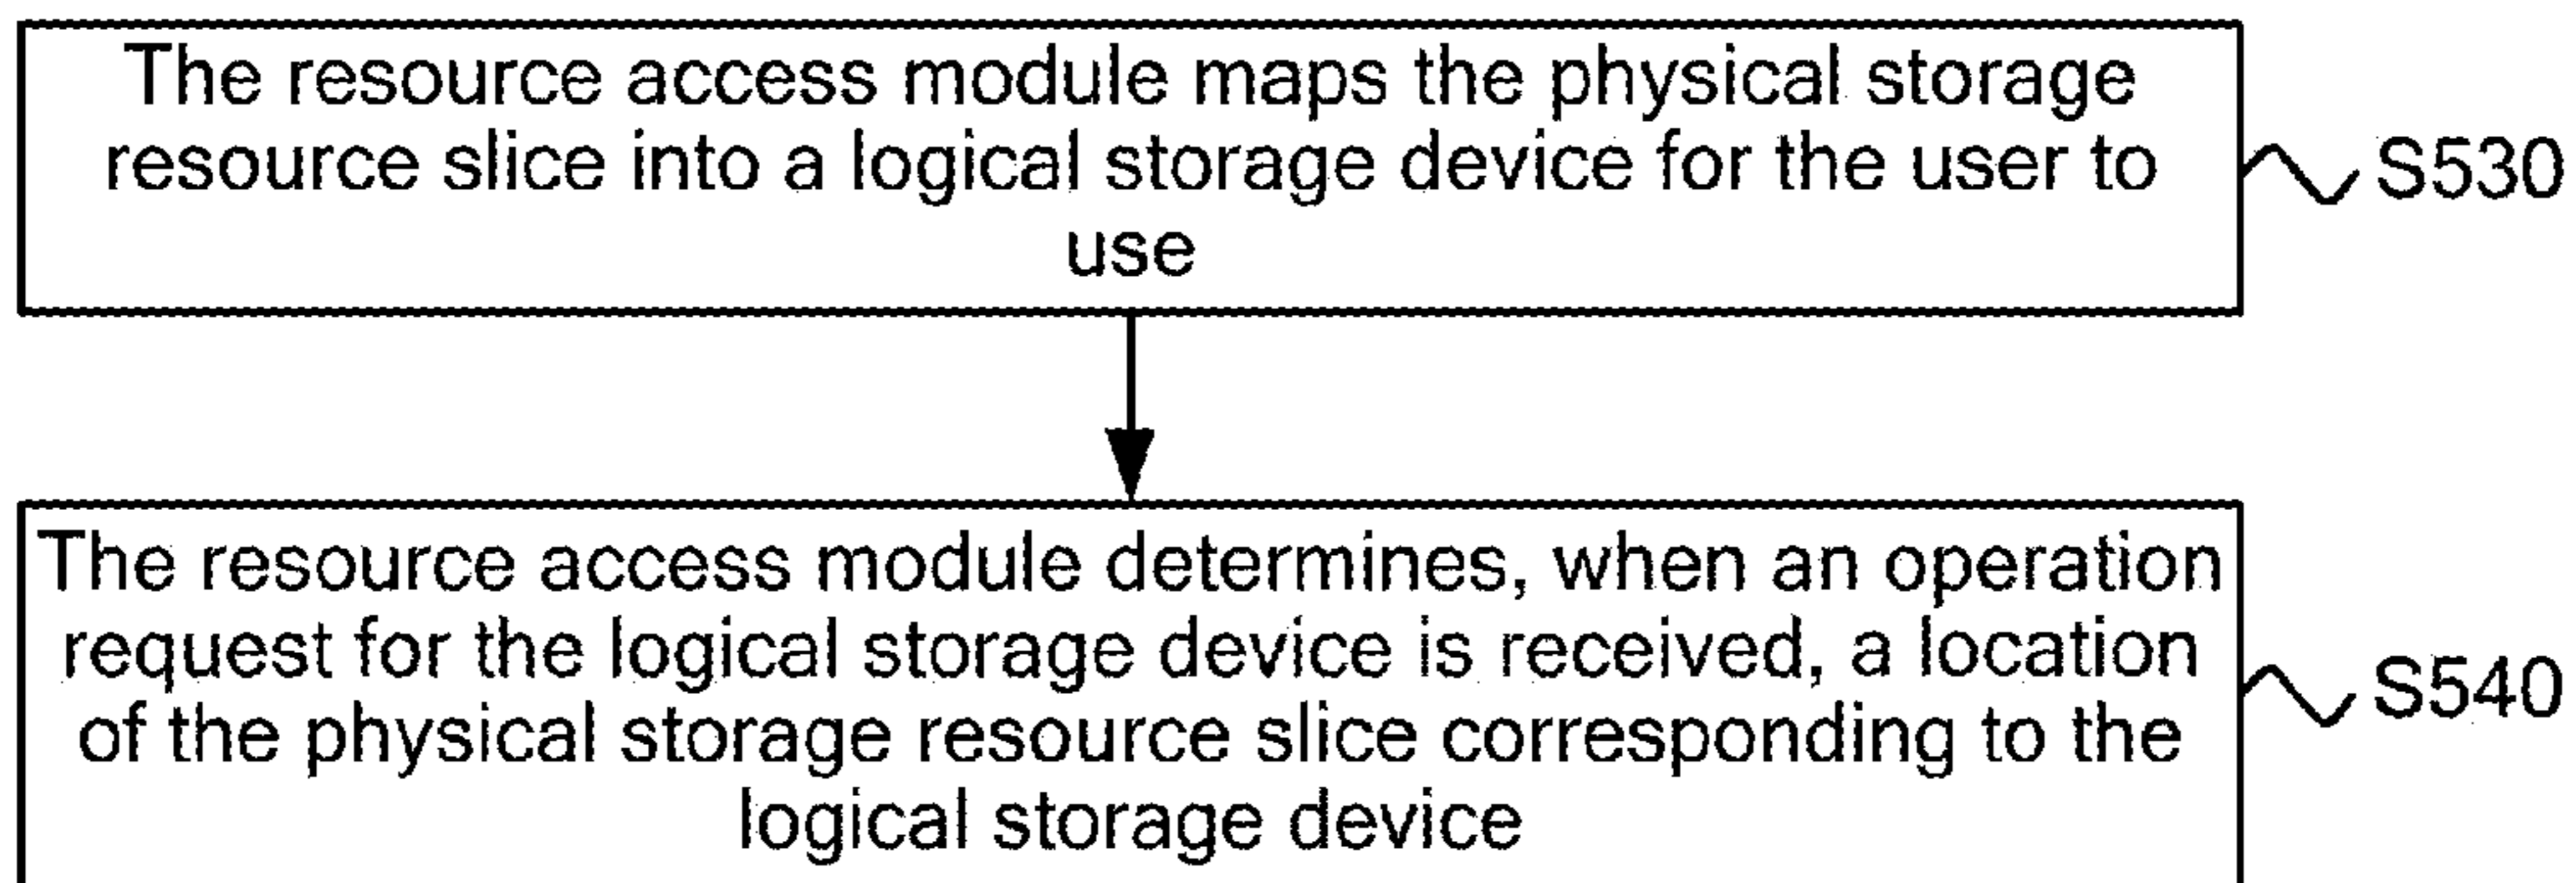 The resource access module maps the physical storage
resource slice into a logical storage device for the user to
use
S530
The resource access module determines, when an operation
request for the logical storage device is received, a location
of the physical storage resource slice corresponding to the
logical storage device
S540